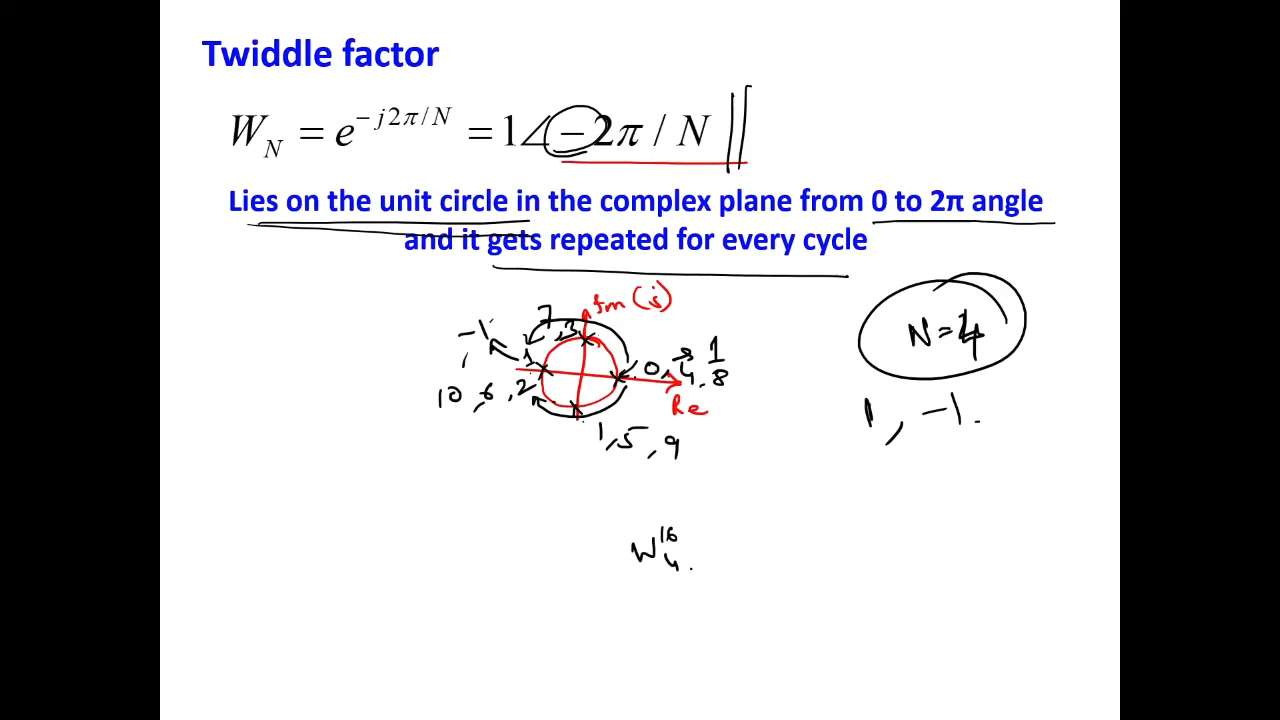 Twiddle factor
W_N = e^{-j2π/N} = 1∠-2π/N
Lies on the unit circle in the complex plane from 0 to 2π angle
and it gets repeated for every cycle
Im (j)
7, 3
N=4
-1
1
0, 4, 8
10, 6, 2
Re
1, 5, 9
1, -1.
W_4^{16}